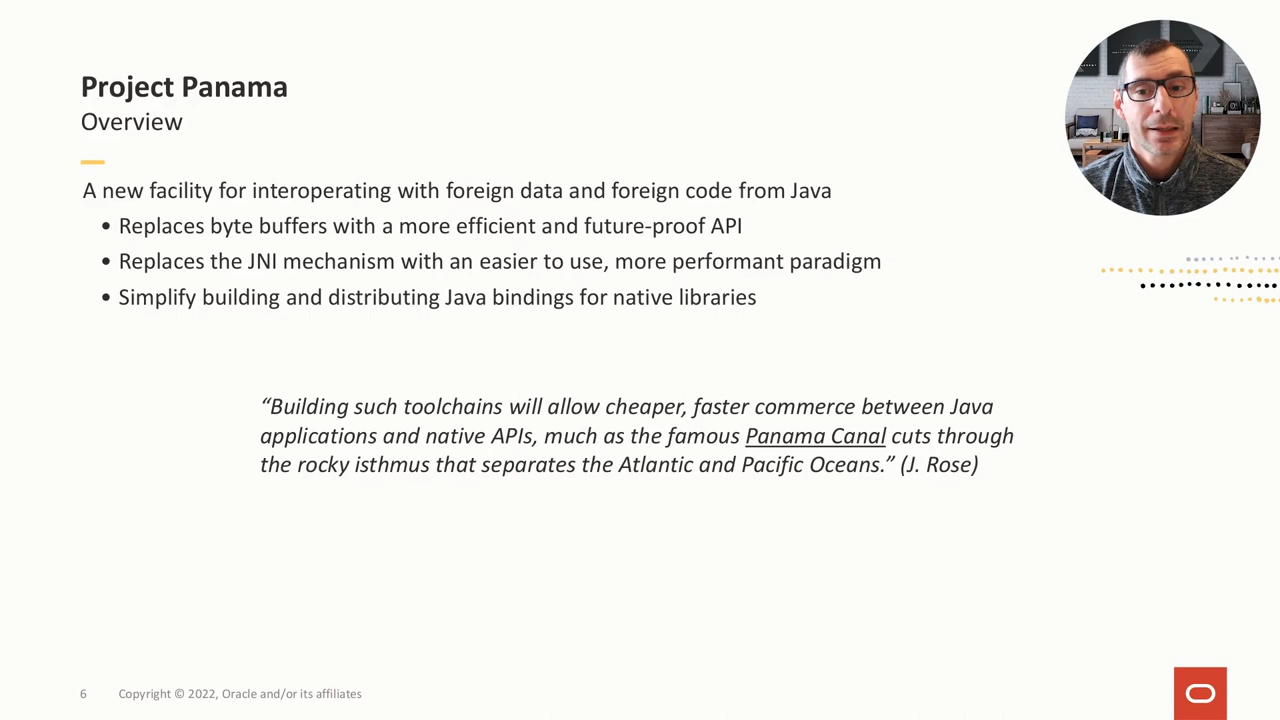 Project Panama
Overview
A new facility for interoperating with foreign data and foreign code from Java
• Replaces byte buffers with a more efficient and future-proof API
• Replaces the JNI mechanism with an easier to use, more performant paradigm
• Simplify building and distributing Java bindings for native libraries
“Building such toolchains will allow cheaper, faster commerce between Java
applications and native APIs, much as the famous Panama Canal cuts through
the rocky isthmus that separates the Atlantic and Pacific Oceans.” (J. Rose)
6 Copyright © 2022, Oracle and/or its affiliates